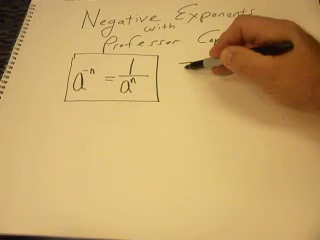 Negative Exponents
with
Professor
a⁻ⁿ = 1/aⁿ